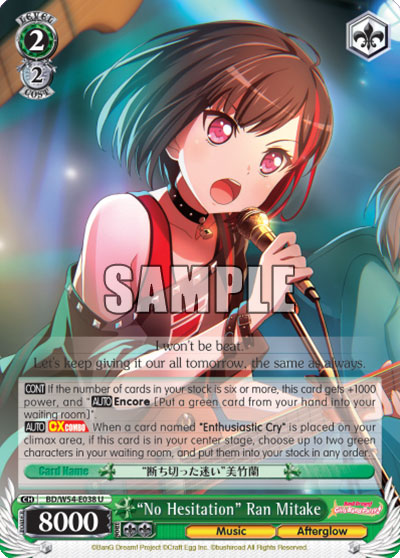 LEVEL
2
2
COST
SAMPLE
I won't be beat.
Let's keep giving it our all tomorrow, the same as always.
CONT If the number of cards in your stock is six or more, this card gets +1000
power, and "AUTO Encore [Put a green card from your hand into your
waiting room]".
AUTO CX COMBO When a card named "Enthusiastic Cry" is placed on your
climax area, if this card is in your center stage, choose up to two green
characters in your waiting room, and put them into your stock in any order.
Card Name "断ち切った迷い"美竹蘭
CH BD/W54-E038 U
"No Hesitation" Ran Mitake
POWER 8000
Music Afterglow
©BanG Dream! Project ©Craft Egg Inc. ©bushiroad All Rights Reserved.